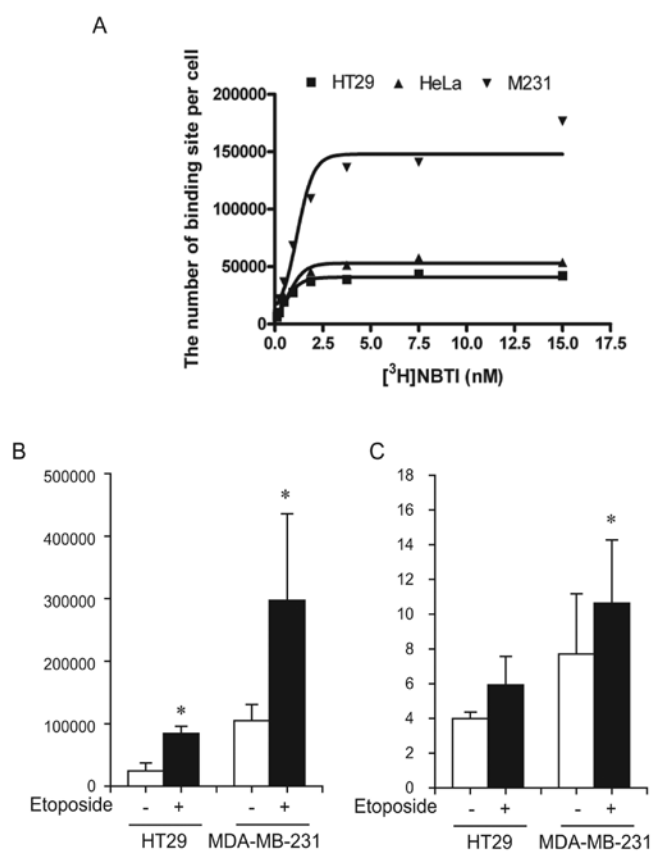 A
■ HT29 ▲ HeLa ▼ M231
The number of binding site per cell
200000
150000
100000
50000
0
0.0 2.5 5.0 7.5 10.0 12.5 15.0 17.5
[³H]NBTI (nM)
B
500000
400000
300000
200000
100000
0
* *
Etoposide - + - +
HT29 MDA-MB-231
C
18
16
14
12
10
8
6
4
2
0
*
Etoposide - + - +
HT29 MDA-MB-231